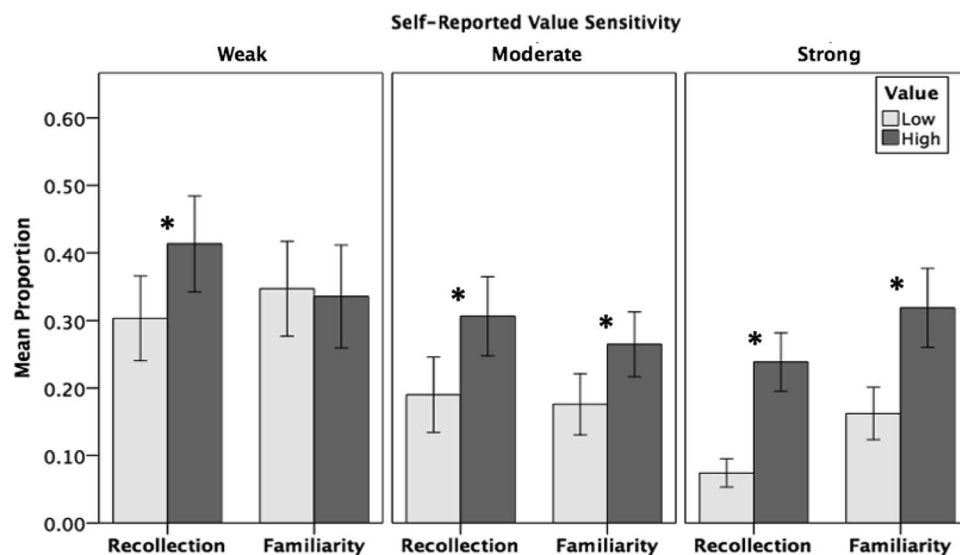 Self-Reported Value Sensitivity
Weak Moderate Strong
Value
Low
High
Mean Proportion
0.60
0.50
0.40
0.30
0.20
0.10
0.00
*
*
*
*
*
Recollection Familiarity Recollection Familiarity Recollection Familiarity